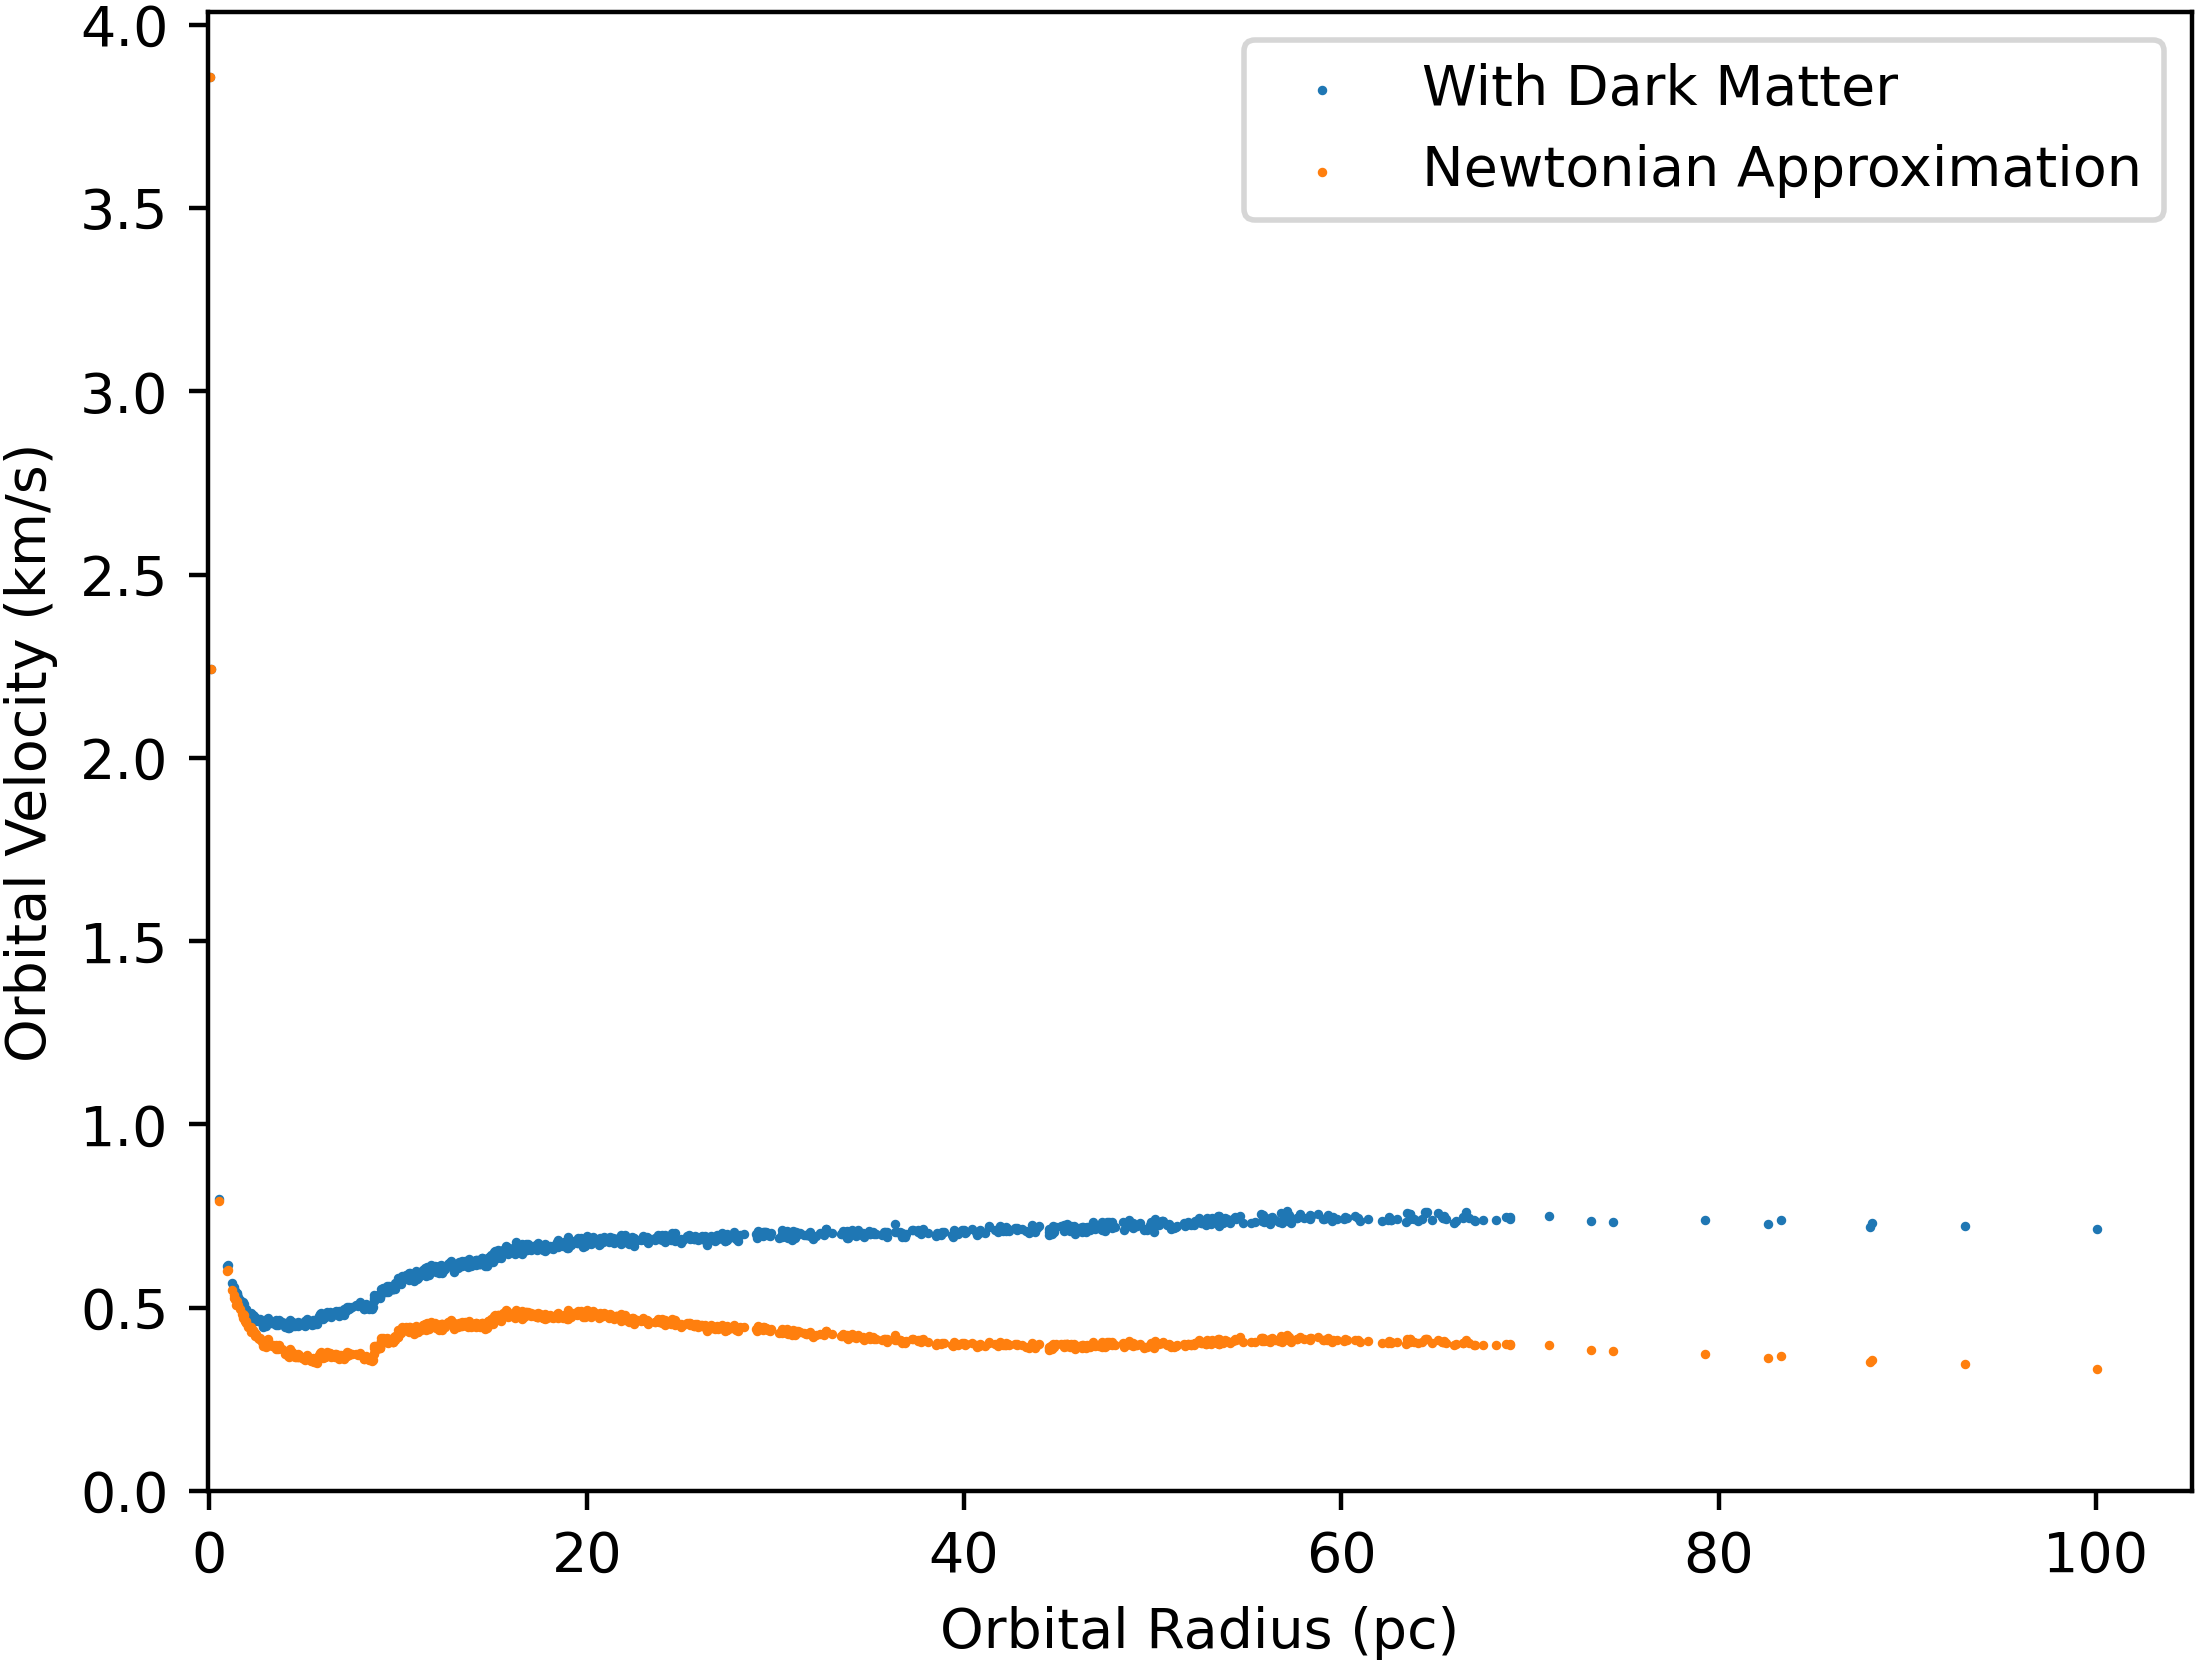 4.0
3.5
3.0
2.5
2.0
1.5
1.0
0.5
0.0
Orbital Velocity (km/s)
With Dark Matter
Newtonian Approximation
0 20 40 60 80 100
Orbital Radius (pc)